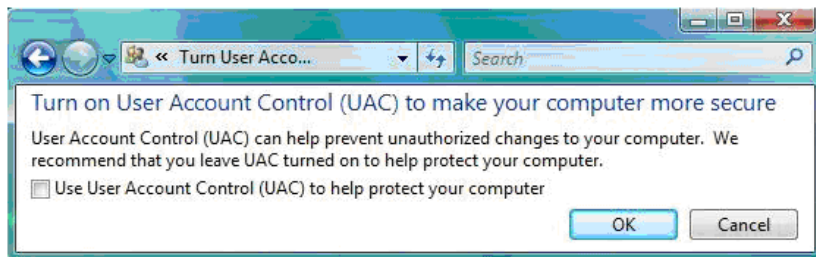 « Turn User Acco...
Search
Turn on User Account Control (UAC) to make your computer more secure
User Account Control (UAC) can help prevent unauthorized changes to your computer. We
recommend that you leave UAC turned on to help protect your computer.
Use User Account Control (UAC) to help protect your computer
OK
Cancel